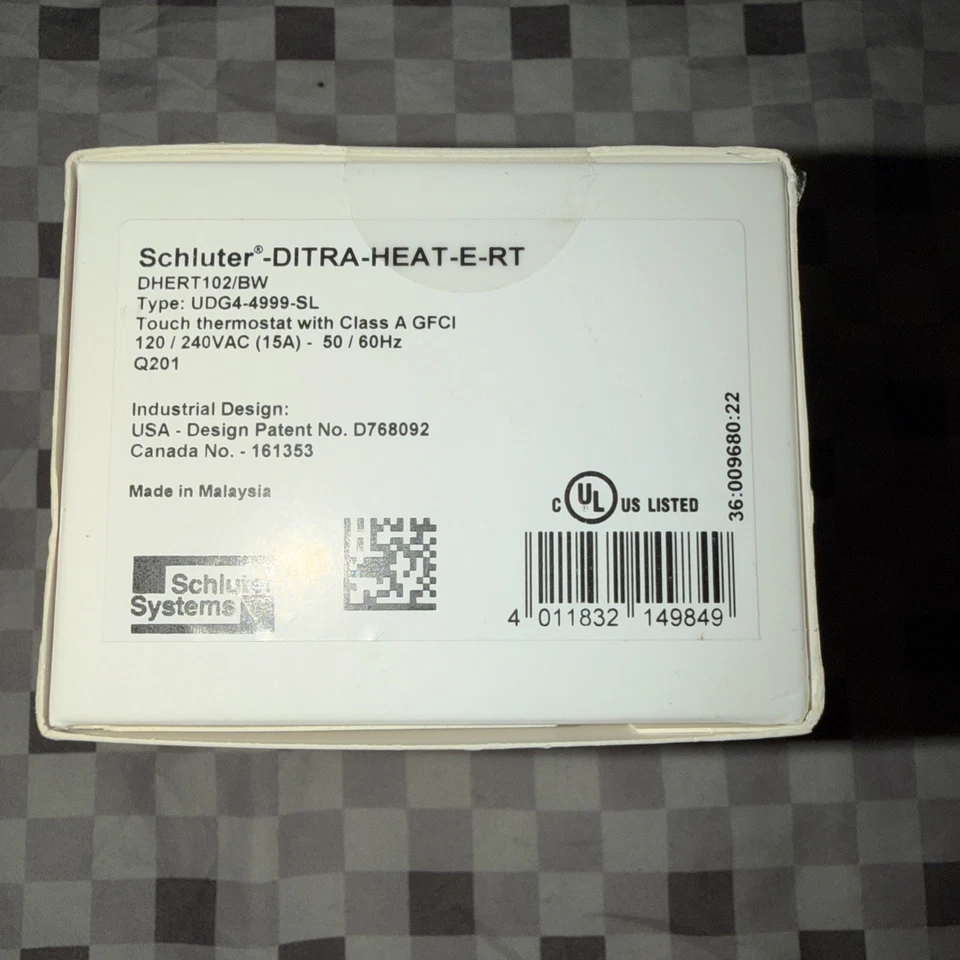 Schluter®-DITRA-HEAT-E-RT
DHERT102/BW
Type: UDG4-4999-SL
Touch thermostat with Class A GFCI
120 / 240VAC (15A) - 50 / 60Hz
Q201
Industrial Design:
USA - Design Patent No. D768092
Canada No. - 161353
Made in Malaysia
36:009680:22
C UL US LISTED
Schluter
Systems
4 011832 149849